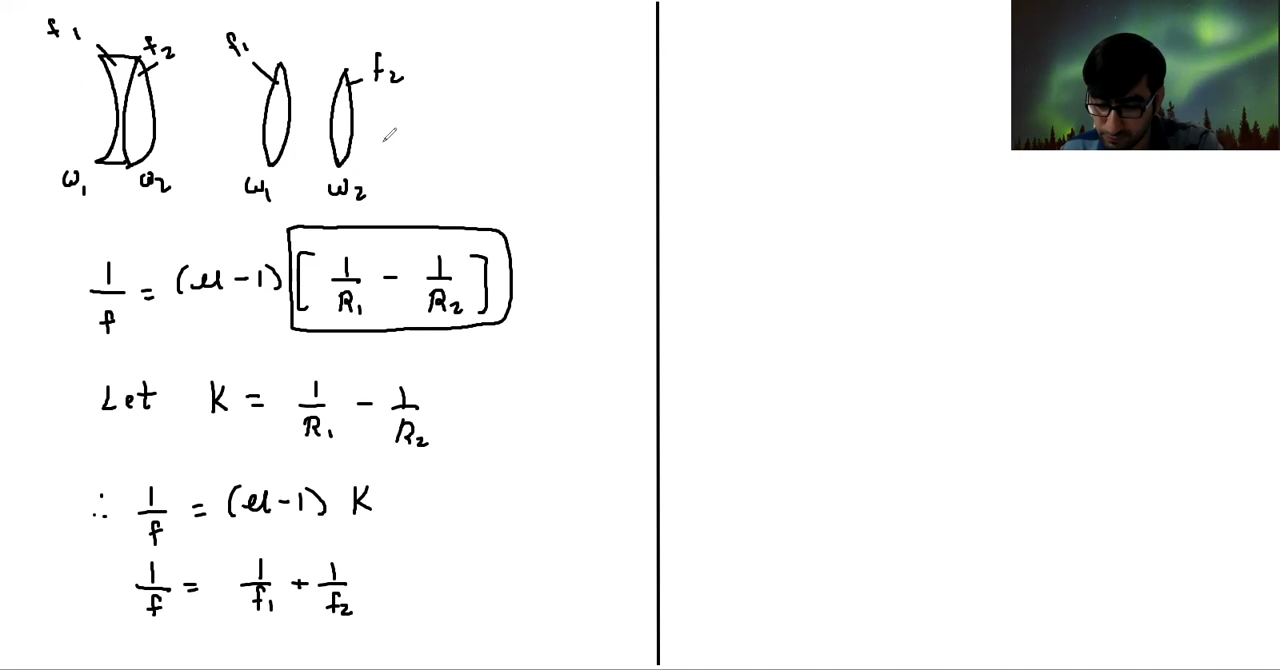 f₁ f₂ f₁ f₂
ω₁ ω₂ ω₁ ω₂
1/f = (μ - 1) [ 1/R₁ - 1/R₂ ]
Let K = 1/R₁ - 1/R₂
∴ 1/f = (μ - 1) K
1/f = 1/f₁ + 1/f₂